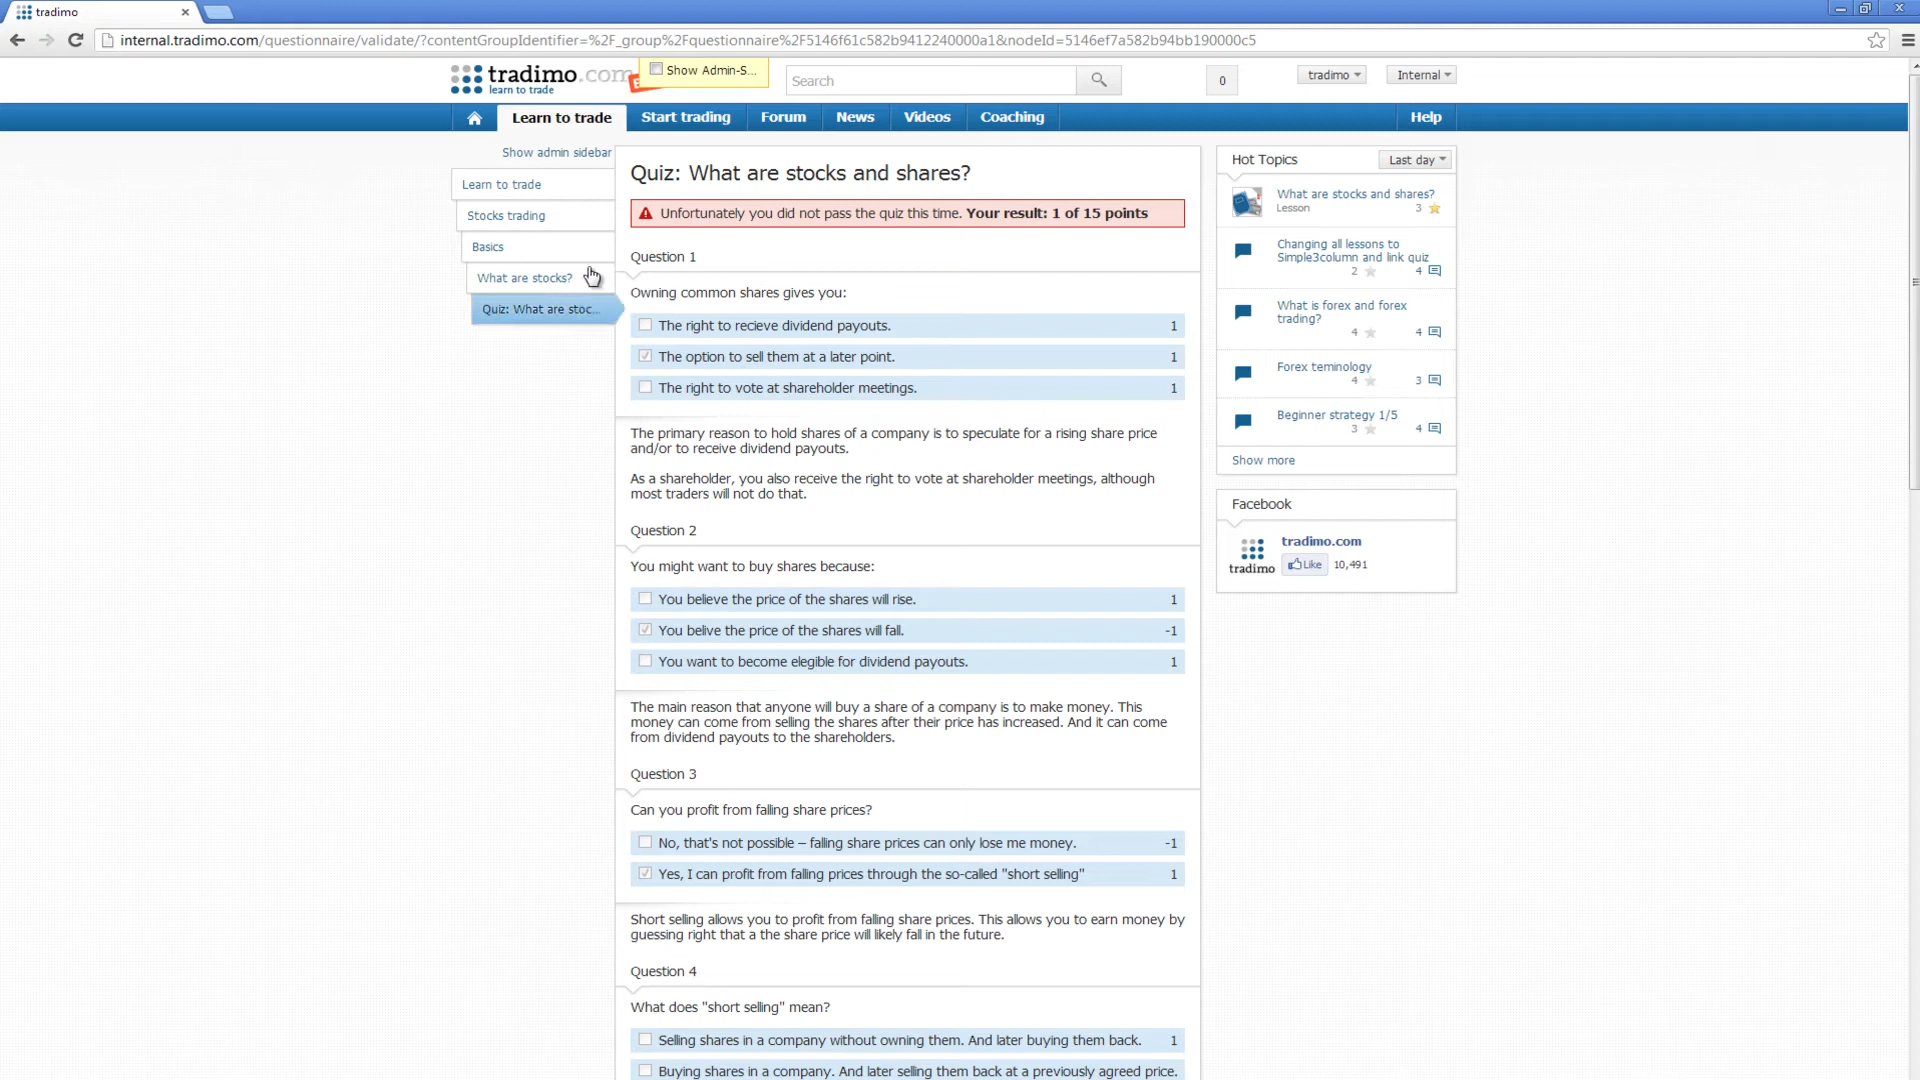 tradimo
internal.tradimo.com/questionnaire/validate/?contentGroupIdentifier=%2F_group%2Fquestionnaire%2F5146f61c582b9412240000a1&nodeId=5146ef7a582b94bb190000c5
tradimo.com
learn to trade
Show Admin-S...
Search
0
tradimo
Internal
Learn to trade
Start trading
Forum
News
Videos
Coaching
Help
Show admin sidebar
Learn to trade
Stocks trading
Basics
What are stocks?
Quiz: What are stoc...
Quiz: What are stocks and shares?
Unfortunately you did not pass the quiz this time. Your result: 1 of 15 points
Question 1
Owning common shares gives you:
The right to recieve dividend payouts. 1
The option to sell them at a later point. 1
The right to vote at shareholder meetings. 1
The primary reason to hold shares of a company is to speculate for a rising share price
and/or to receive dividend payouts.
As a shareholder, you also receive the right to vote at shareholder meetings, although
most traders will not do that.
Question 2
You might want to buy shares because:
You believe the price of the shares will rise. 1
You belive the price of the shares will fall. -1
You want to become elegible for dividend payouts. 1
The main reason that anyone will buy a share of a company is to make money. This
money can come from selling the shares after their price has increased. And it can come
from dividend payouts to the shareholders.
Question 3
Can you profit from falling share prices?
No, that's not possible – falling share prices can only lose me money. -1
Yes, I can profit from falling prices through the so-called "short selling" 1
Short selling allows you to profit from falling share prices. This allows you to earn money by
guessing right that a the share price will likely fall in the future.
Question 4
What does "short selling" mean?
Selling shares in a company without owning them. And later buying them back. 1
Buying shares in a company. And later selling them back at a previously agreed price.
Hot Topics
Last day
What are stocks and shares?
Lesson 3
Changing all lessons to
Simple3column and link quiz
2 4
What is forex and forex
trading?
4 4
Forex teminology
4 3
Beginner strategy 1/5
3 4
Show more
Facebook
tradimo
tradimo.com
Like 10,491